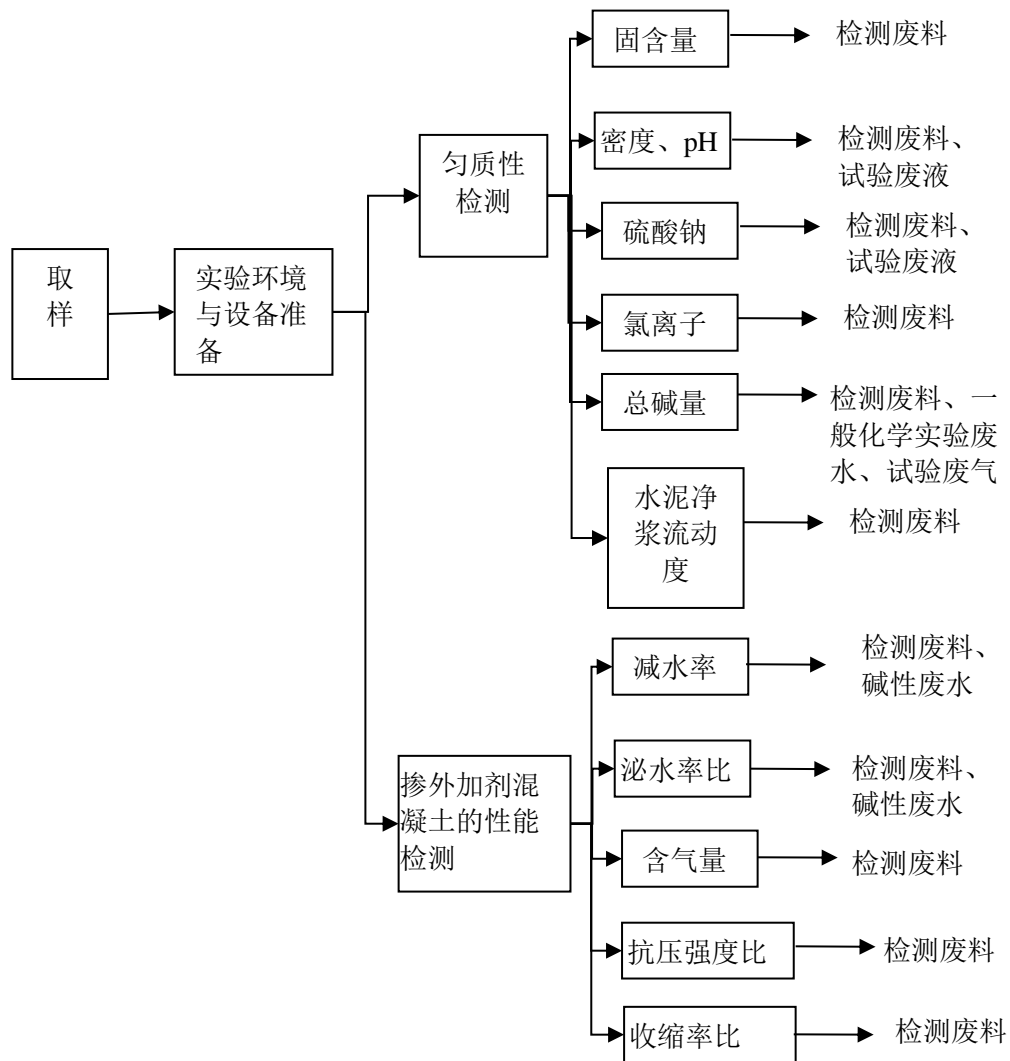 取
样
实验环境
与设备准
备
匀质性
检测
固含量
检测废料
密度、pH
检测废料、
试验废液
硫酸钠
检测废料、
试验废液
氯离子
检测废料
总碱量
检测废料、一
般化学实验废
水、试验废气
水泥净
浆流动
度
检测废料
掺外加剂混
凝土的性能
检测
减水率
检测废料、
碱性废水
泌水率比
检测废料、
碱性废水
含气量
检测废料
抗压强度比
检测废料
收缩率比
检测废料